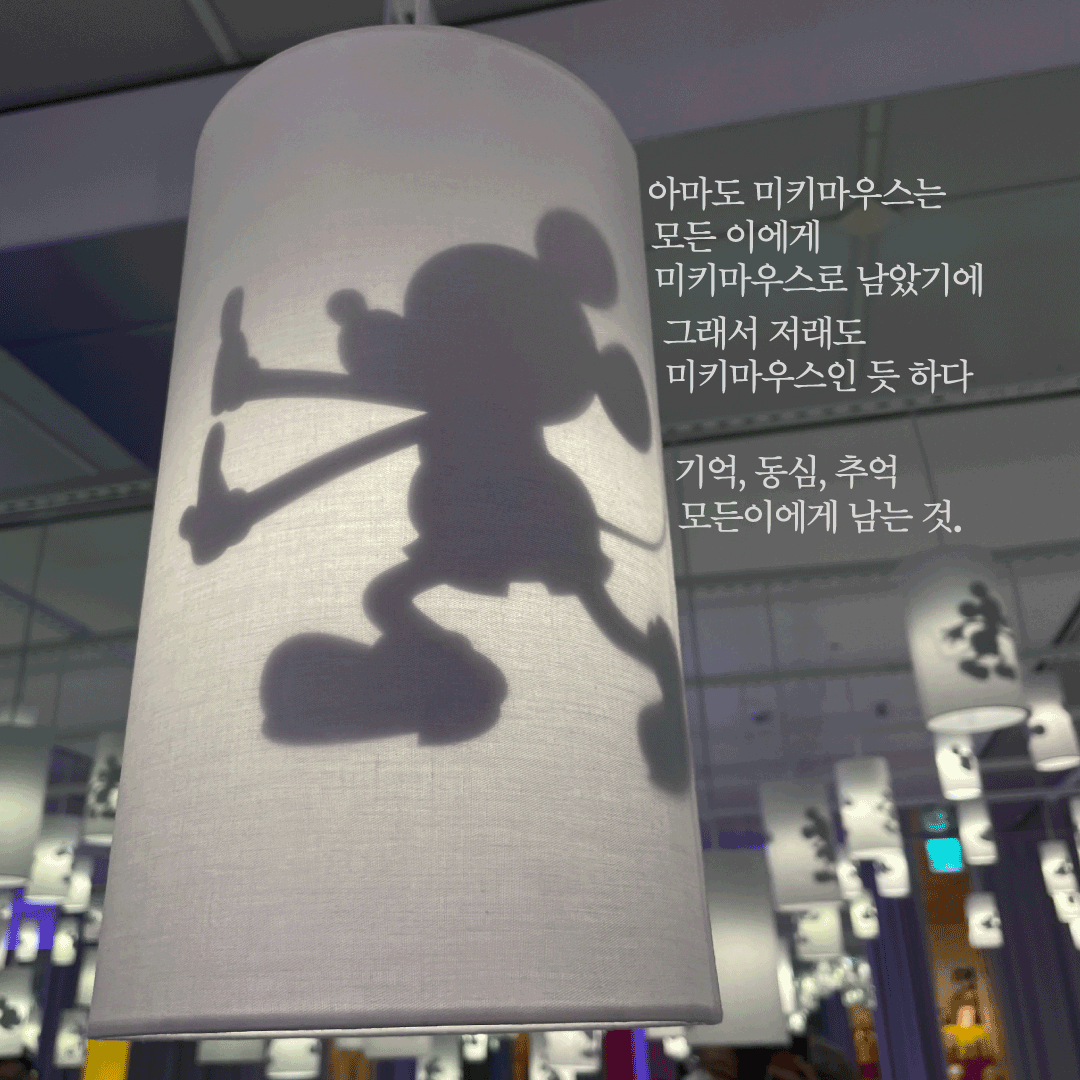 아마도 미키마우스는
모든 이에게
미키마우스로 남았기에
그래서 저래도
미키마우스인 듯 하다
기억, 동심, 추억
모든이에게 남는 것.